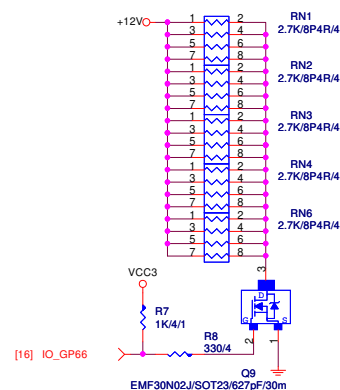 +12V
1 2 RN1
3 4 2.7K/8P4R/4
5 6
7 8
1 2 RN2
3 4 2.7K/8P4R/4
5 6
7 8
1 2 RN3
3 4 2.7K/8P4R/4
5 6
7 8
1 2 RN4
3 4 2.7K/8P4R/4
5 6
7 8
1 2 RN6
3 4 2.7K/8P4R/4
5 6
7 8
3
VCC3
D
G S
R7
1K/4/1
R8
330/4
2 1
[16] IO_GP66
Q9
EMF30N02J/SOT23/627pF/30m